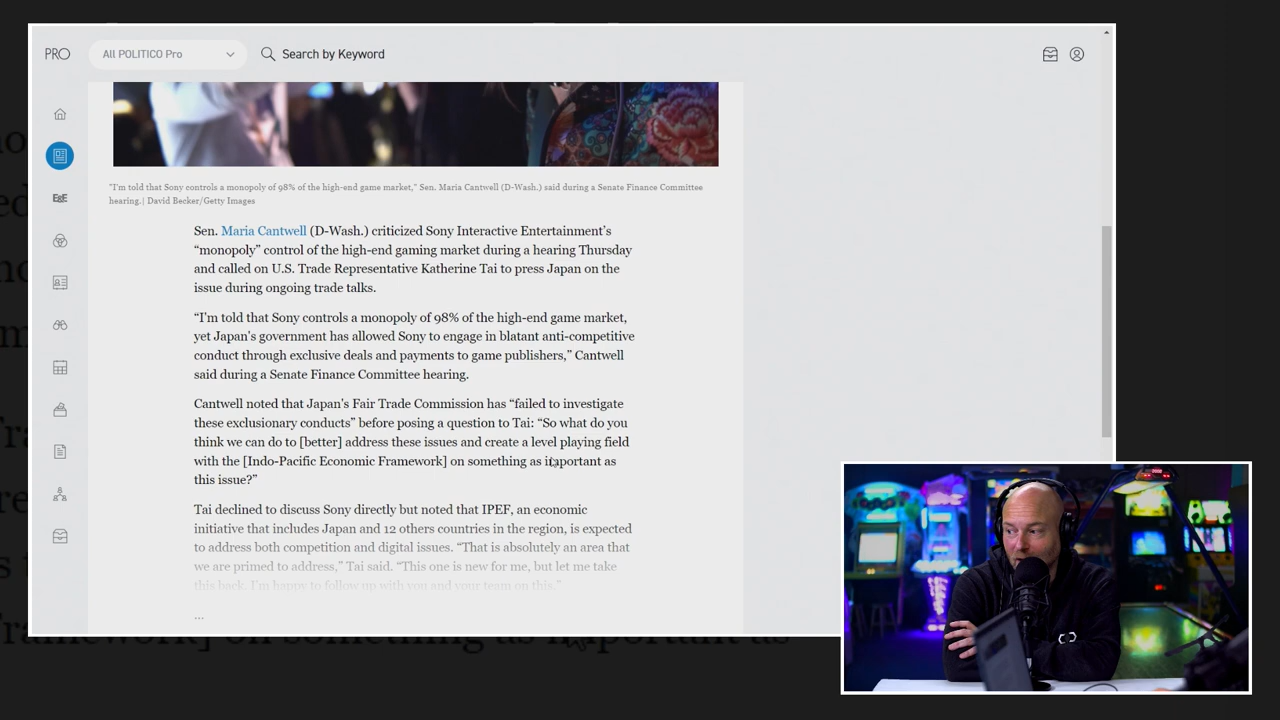 PRO
All POLITICO Pro
Search by Keyword
"I'm told that Sony controls a monopoly of 98% of the high-end game market," Sen. Maria Cantwell (D-Wash.) said during a Senate Finance Committee
hearing.| David Becker/Getty Images
Sen. Maria Cantwell (D-Wash.) criticized Sony Interactive Entertainment's
“monopoly” control of the high-end gaming market during a hearing Thursday
and called on U.S. Trade Representative Katherine Tai to press Japan on the
issue during ongoing trade talks.
“I'm told that Sony controls a monopoly of 98% of the high-end game market,
yet Japan's government has allowed Sony to engage in blatant anti-competitive
conduct through exclusive deals and payments to game publishers,” Cantwell
said during a Senate Finance Committee hearing.
E&E
Cantwell noted that Japan's Fair Trade Commission has “failed to investigate
these exclusionary conducts” before posing a question to Tai: “So what do you
think we can do to [better] address these issues and create a level playing field
with the [Indo-Pacific Economic Framework] on something as important as
this issue?”
Tai declined to discuss Sony directly but noted that IPEF, an economic
initiative that includes Japan and 12 others countries in the region, is expected
to address both competition and digital issues. “That is absolutely an area that
we are primed to address,” Tai said. “This one is new for me, but let me take
this back. I'm happy to follow up with you and your team on this.”
...
ramework] on something as important as